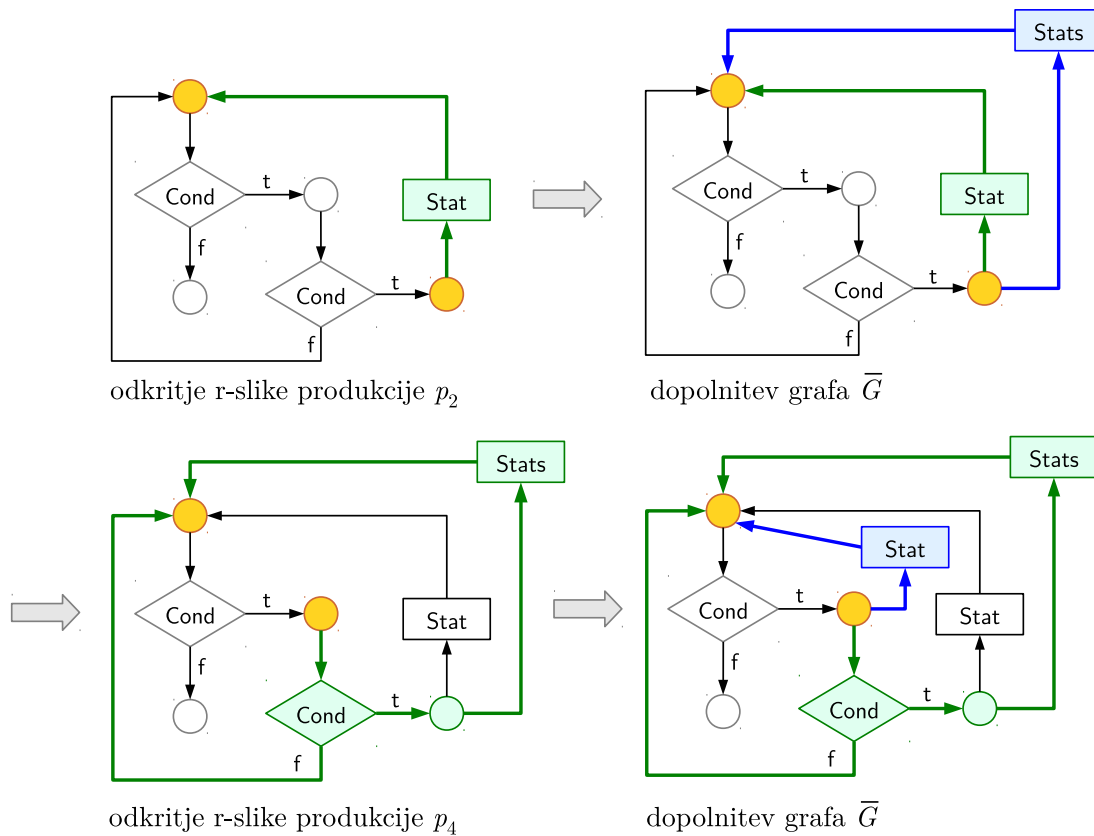 Stats
Cond
t
Stat
f
Cond
t
f
Cond
t
Stat
f
Cond
t
f
odkritje r-slike produkcije p₂
dopolnitev grafa G̅
Stats
Cond
t
Stat
f
Cond
t
f
Stats
Stat
Cond
t
Stat
f
Cond
t
f
odkritje r-slike produkcije p₄
dopolnitev grafa G̅